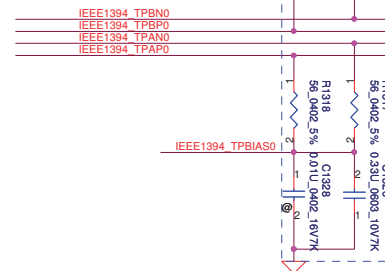 IEEE1394_TPBN0
IEEE1394_TPBP0
IEEE1394_TPAN0
IEEE1394_TPAP0
1
1
R1318
56_0402_5%
56_0402_5%
2
2
IEEE1394_TPBIAS0
1
2
C1328
0.01U_0402_16V7K
0.33U_0603_10V7K
@
2
1